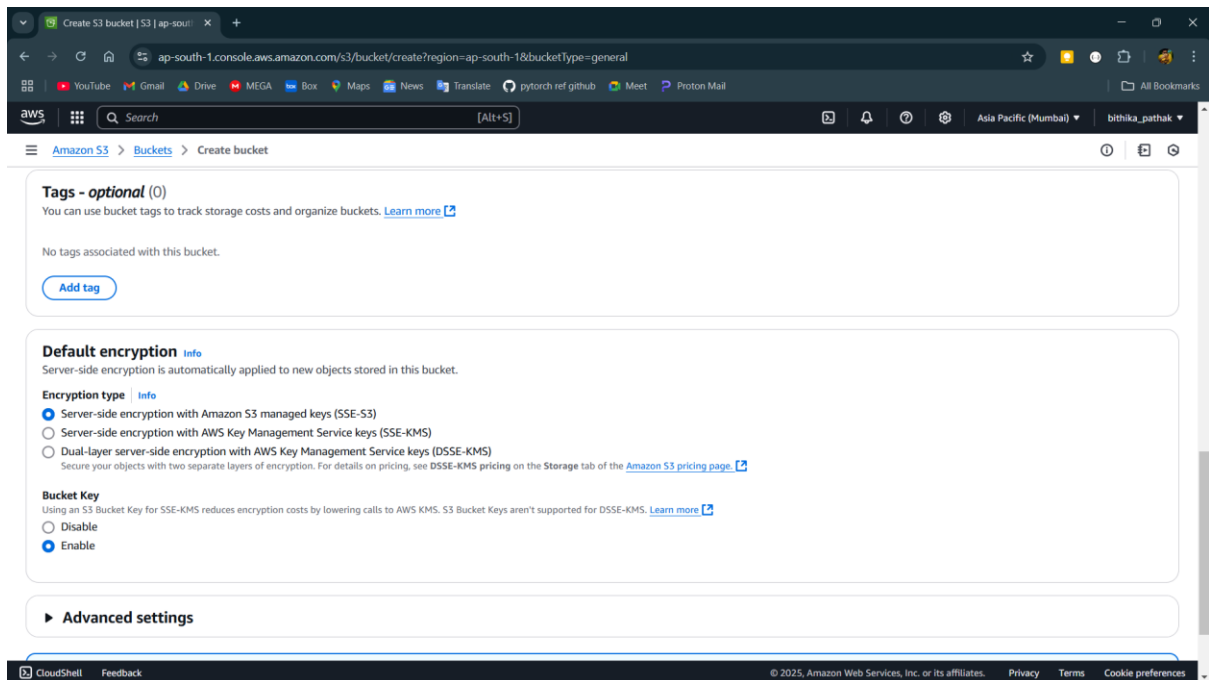 Create S3 bucket | S3 | ap-sout
ap-south-1.console.aws.amazon.com/s3/bucket/create?region=ap-south-1&bucketType=general
YouTube Gmail Drive MEGA Box Maps News Translate pytorch ref github Meet Proton Mail All Bookmarks
aws Search [Alt+S] Asia Pacific (Mumbai) bithika_pathak
Amazon S3 > Buckets > Create bucket
Tags - optional (0)
You can use bucket tags to track storage costs and organize buckets. Learn more
No tags associated with this bucket.
Add tag
Default encryption Info
Server-side encryption is automatically applied to new objects stored in this bucket.
Encryption type Info
Server-side encryption with Amazon S3 managed keys (SSE-S3)
Server-side encryption with AWS Key Management Service keys (SSE-KMS)
Dual-layer server-side encryption with AWS Key Management Service keys (DSSE-KMS)
Secure your objects with two separate layers of encryption. For details on pricing, see DSSE-KMS pricing on the Storage tab of the Amazon S3 pricing page.
Bucket Key
Using an S3 Bucket Key for SSE-KMS reduces encryption costs by lowering calls to AWS KMS. S3 Bucket Keys aren't supported for DSSE-KMS. Learn more
Disable
Enable
Advanced settings
CloudShell Feedback © 2025, Amazon Web Services, Inc. or its affiliates. Privacy Terms Cookie preferences